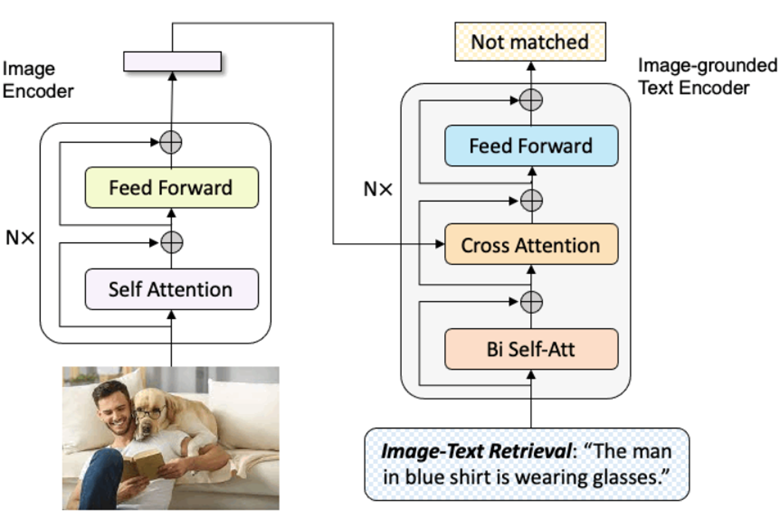 Image
Encoder
N×
Feed Forward
Self Attention
Not matched
Image-grounded
Text Encoder
N×
Feed Forward
Cross Attention
Bi Self-Att
Image-Text Retrieval: “The man
in blue shirt is wearing glasses.”